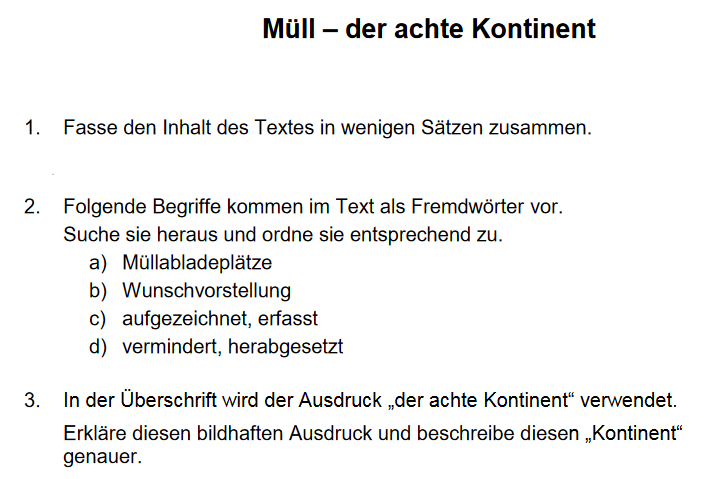 Müll – der achte Kontinent
1. Fasse den Inhalt des Textes in wenigen Sätzen zusammen.
2. Folgende Begriffe kommen im Text als Fremdwörter vor.
Suche sie heraus und ordne sie entsprechend zu.
a) Müllabladeplätze
b) Wunschvorstellung
c) aufgezeichnet, erfasst
d) vermindert, herabgesetzt
3. In der Überschrift wird der Ausdruck „der achte Kontinent“ verwendet.
Erkläre diesen bildhaften Ausdruck und beschreibe diesen „Kontinent“
genauer.